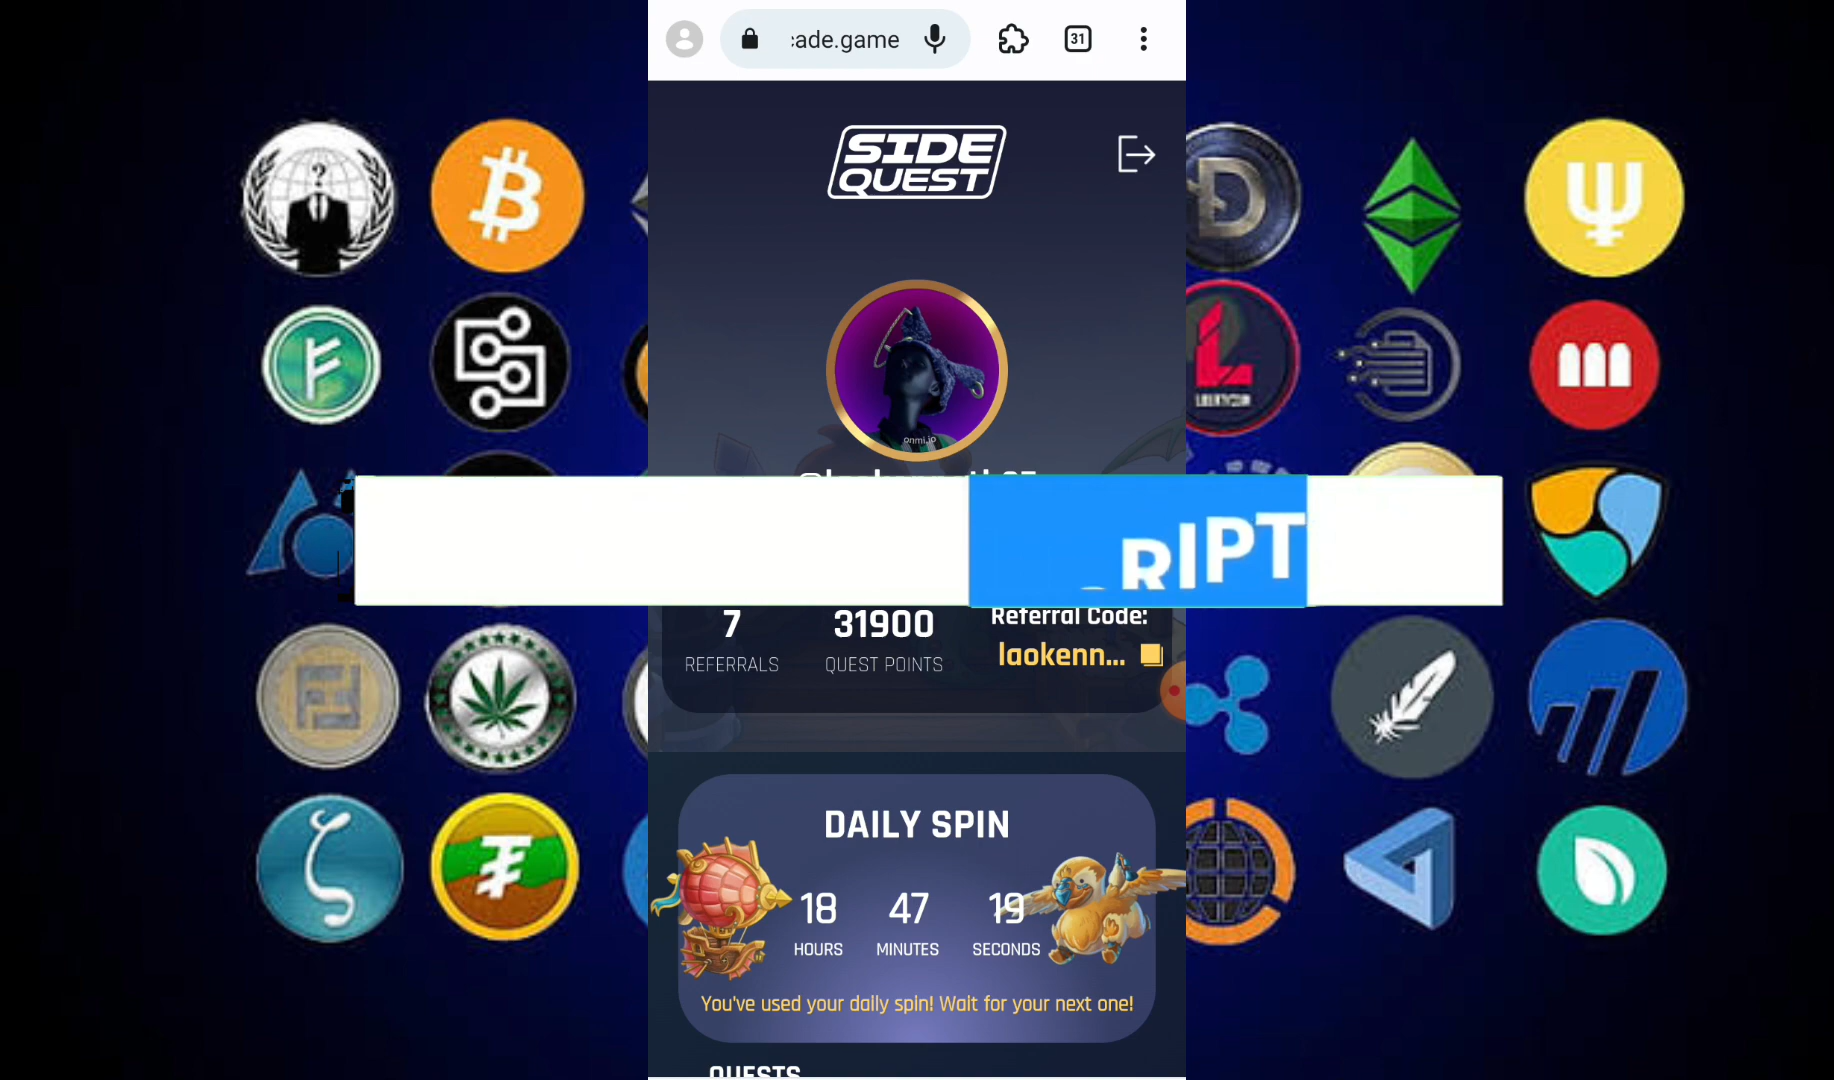 :ade.game
31
SIDE
QUEST
onmi.io
RIPT
7
31900
Referral Code:
REFERRALS
QUEST POINTS
laokenn...
DAILY SPIN
18
47
19
HOURS
MINUTES
SECONDS
You've used your daily spin! Wait for your next one!
QUESTS